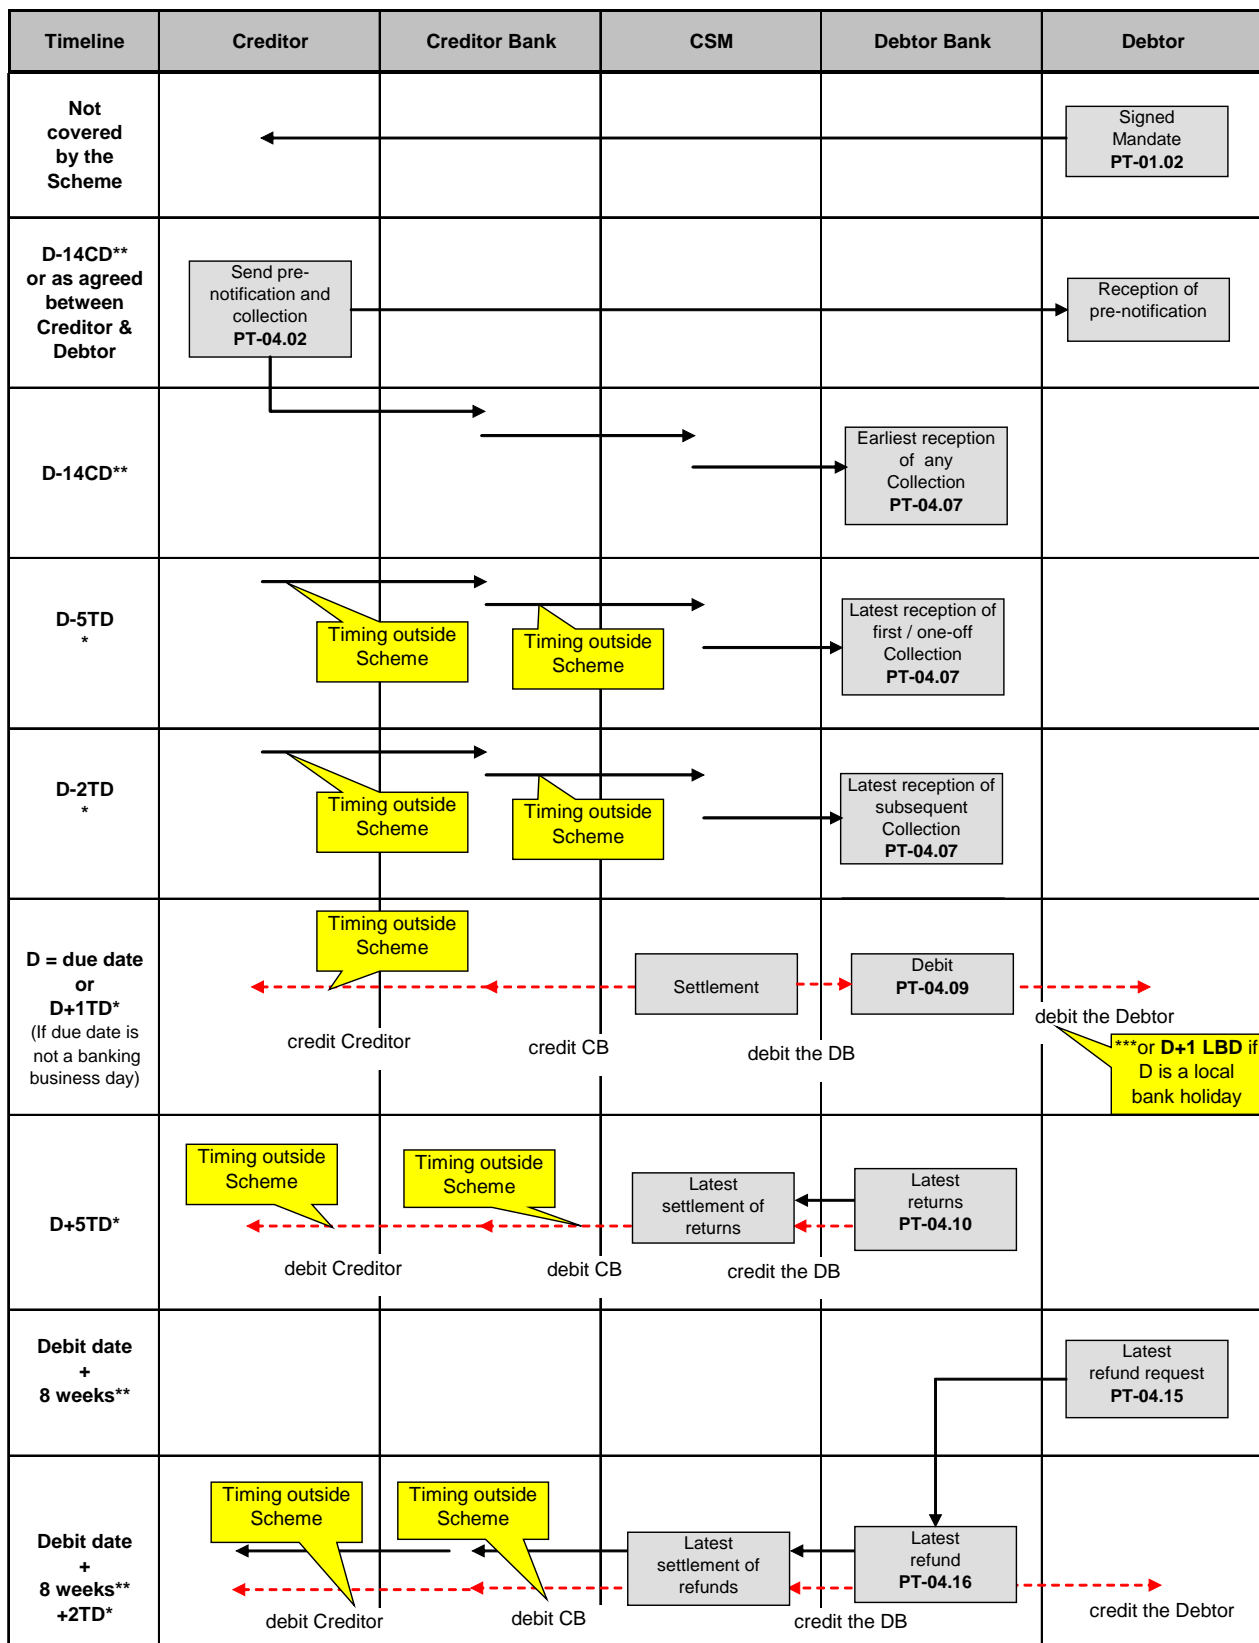 Timeline
Creditor
Creditor Bank
CSM
Debtor Bank
Debtor
Not
covered
by the
Scheme
Signed
Mandate
PT-01.02
D-14CD**
or as agreed
between
Creditor &
Debtor
Send pre-
notification and
collection
PT-04.02
Reception of
pre-notification
D-14CD**
Earliest reception
of any
Collection
PT-04.07
D-5TD
*
Timing outside
Scheme
Timing outside
Scheme
Latest reception of
first / one-off
Collection
PT-04.07
D-2TD
*
Timing outside
Scheme
Timing outside
Scheme
Latest reception of
subsequent
Collection
PT-04.07
D = due date
or
D+1TD*
(If due date is
not a banking
business day)
Timing outside
Scheme
Settlement
Debit
PT-04.09
credit Creditor
credit CB
debit the DB
debit the Debtor
***or D+1 LBD if
D is a local
bank holiday
D+5TD*
Timing outside
Scheme
Timing outside
Scheme
Latest
settlement of
returns
Latest
returns
PT-04.10
debit Creditor
debit CB
credit the DB
Debit date
+
8 weeks**
Latest
refund request
PT-04.15
Debit date
+
8 weeks**
+2TD*
Timing outside
Scheme
Timing outside
Scheme
Latest
settlement of
refunds
Latest
refund
PT-04.16
debit Creditor
debit CB
credit the DB
credit the Debtor